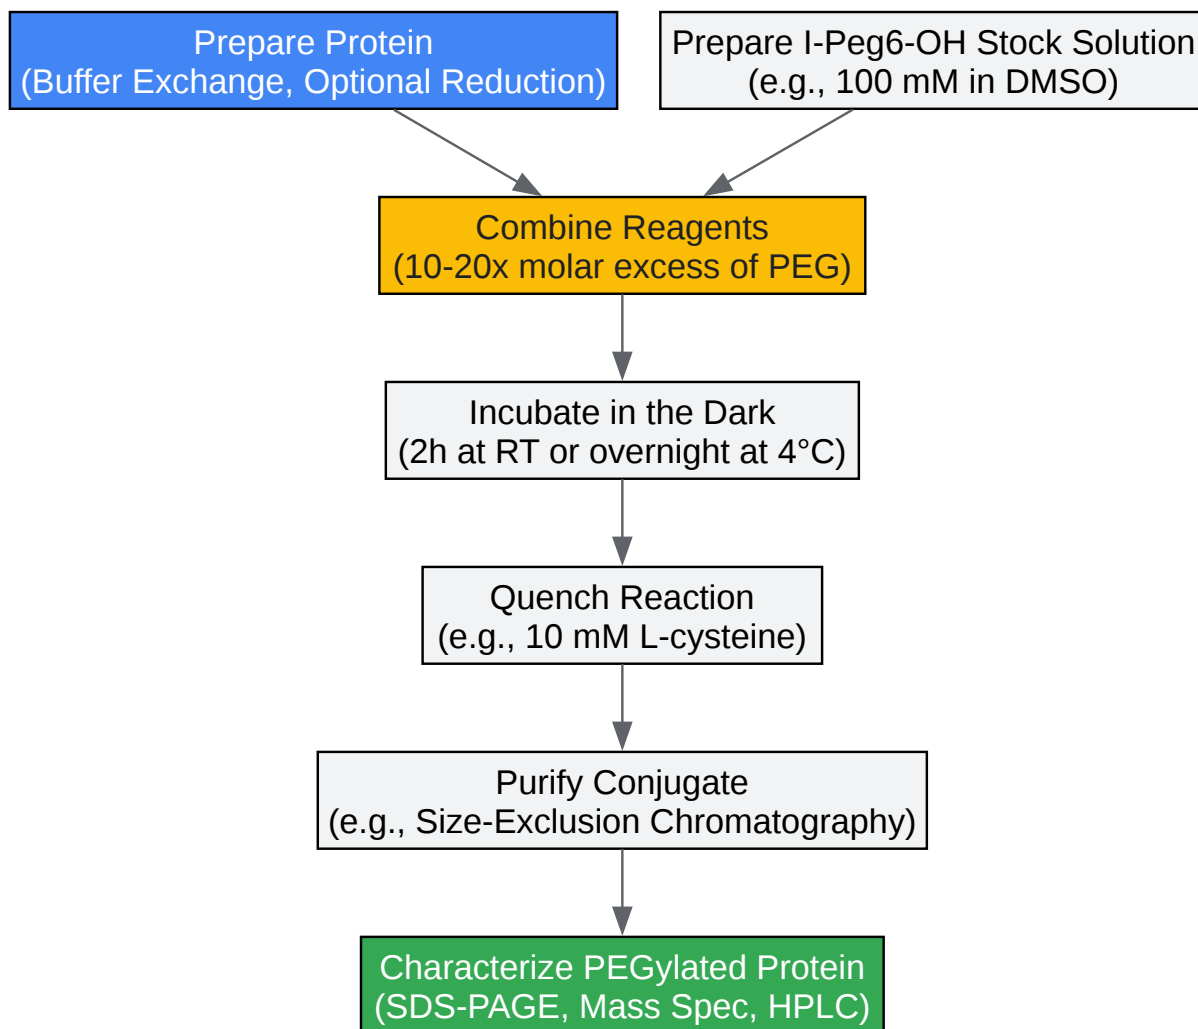 Prepare Protein
(Buffer Exchange, Optional Reduction)
Prepare I-Peg6-OH Stock Solution
(e.g., 100 mM in DMSO)
Combine Reagents
(10-20x molar excess of PEG)
Incubate in the Dark
(2h at RT or overnight at 4°C)
Quench Reaction
(e.g., 10 mM L-cysteine)
Purify Conjugate
(e.g., Size-Exclusion Chromatography)
Characterize PEGylated Protein
(SDS-PAGE, Mass Spec, HPLC)